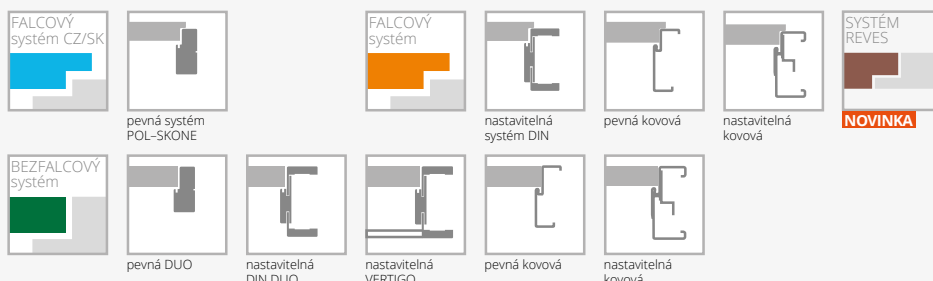 FALCOVÝ
systém CZ/SK
pevná systém
POL–SKONE
FALCOVÝ
systém
nastavitelná
systém DIN
pevná kovová
nastavitelná
kovová
SYSTÉM
REVES
NOVINKA
BEZFALCOVÝ
systém
pevná DUO
nastavitelná
DIN DUO
nastavitelná
VERTIGO
pevná kovová
nastavitelná
kovová